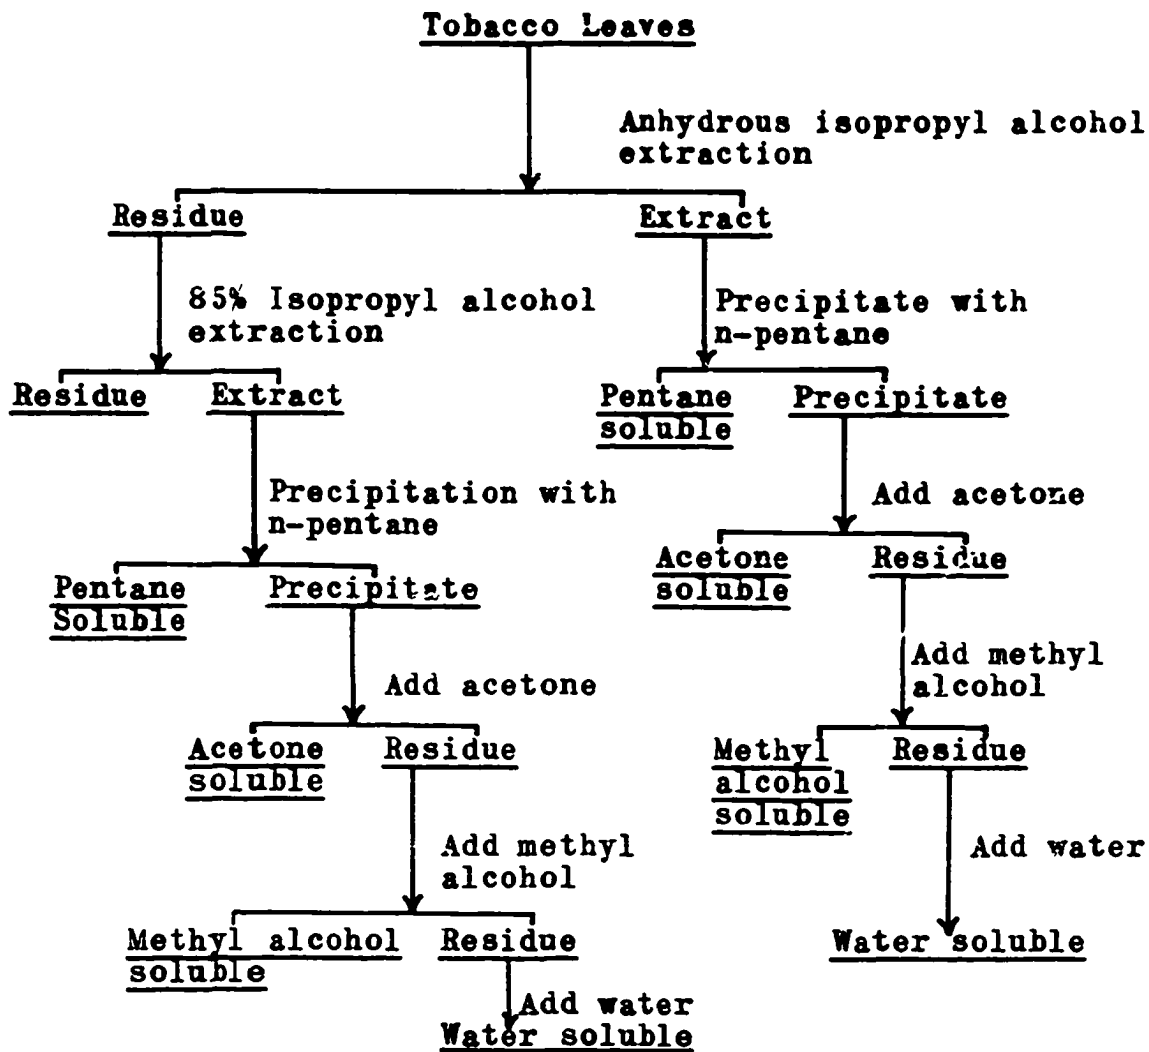 Tobacco Leaves
Anhydrous isopropyl alcohol
extraction
Residue
Extract
85% Isopropyl alcohol
extraction
Precipitate with
n-pentane
Residue
Extract
Pentane
soluble
Precipitate
Precipitation with
n-pentane
Add acetone
Pentane
Soluble
Precipitate
Acetone
soluble
Residue
Add acetone
Add methyl
alcohol
Acetone
soluble
Residue
Methyl
alcohol
soluble
Residue
Add methyl
alcohol
Add water
Methyl alcohol
soluble
Residue
Water soluble
Add water
Water soluble